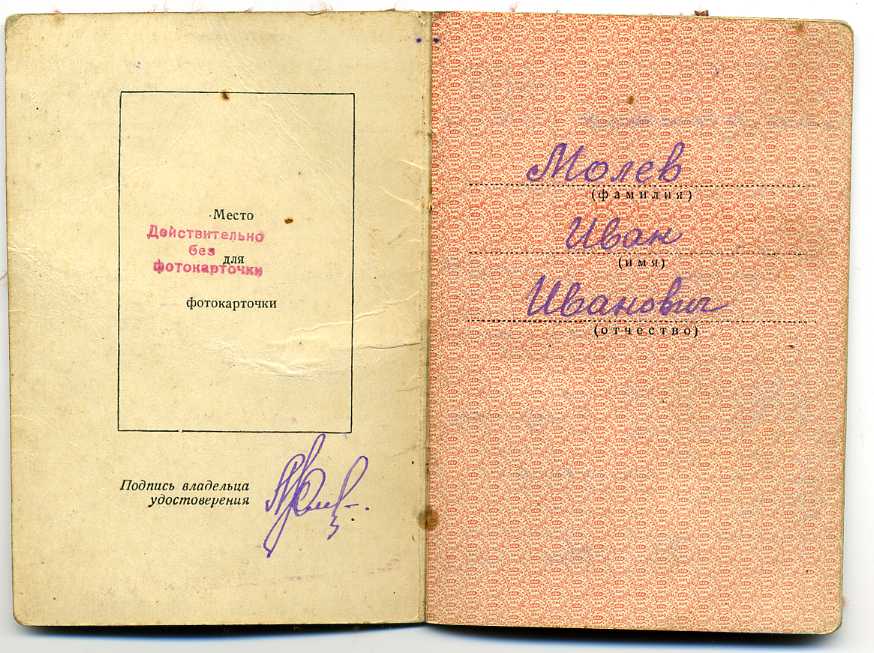 Место
Действительно
без
для
фотокарточки
фотокарточки
Подпись владельца
удостоверения
Молев
(фамилия)
Иван
(имя)
Иванович
(отчество)